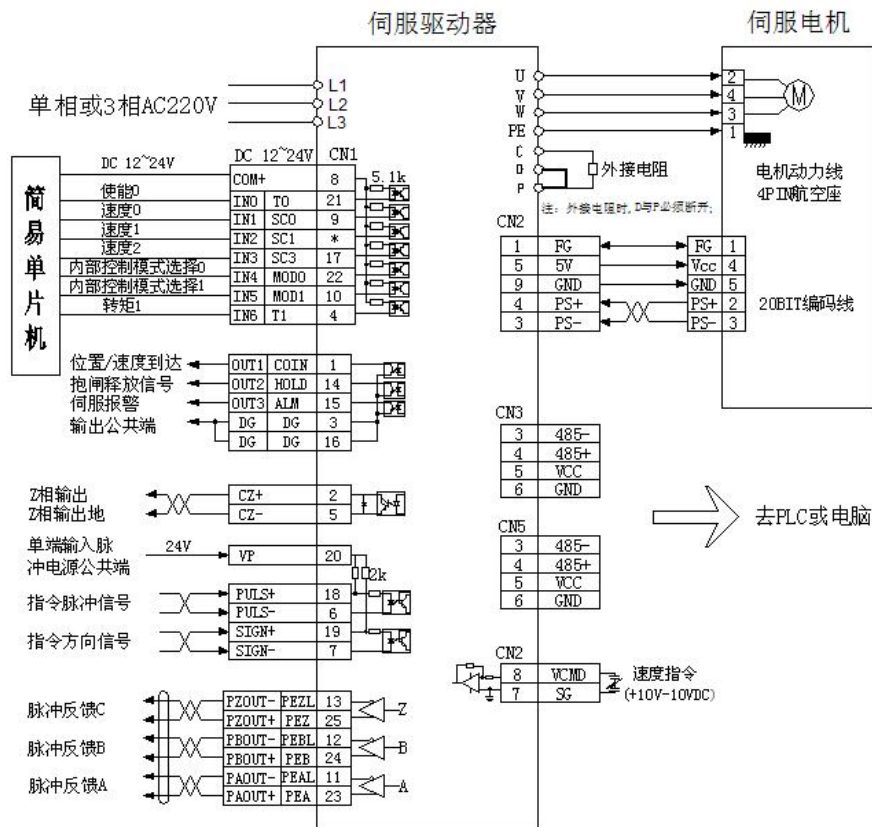 伺服驱动器
伺服电机
单相或3相AC220V
L1
L2
L3
U
V
W
PE
C
D
P
2
4
3
1
M
外接电阻
电机动力线
4PIN航空座
注: 外接电阻时, D与P必须断开;
简易单片机
DC 12~24V
DC 12~24V CN1
5.1k
COM+ 8
使能0 IN0 TO 21
速度0 IN1 SC0 9
速度1 IN2 SC1 *
速度2 IN3 SC3 17
内部控制模式选择0 IN4 MOD0 22
内部控制模式选择1 IN5 MOD1 10
转矩1 IN6 T1 4
CN2
1 FG FG 1
5 5V Vcc 4
9 GND GND 5
4 PS+ PS+ 2
3 PS- PS- 3
20BIT编码线
位置/速度到达 OUT1 COIN 1
抱闸释放信号 OUT2 HOLD 14
伺服报警 OUT3 ALM 15
输出公共端 DG DG 3
DG DG 16
CN3
3 485-
4 485+
5 VCC
6 GND
Z相输出 CZ+ 2
Z相输出地 CZ- 5
去PLC或电脑
CN5
3 485-
4 485+
5 VCC
6 GND
单端输入脉
冲电源公共端
24V VP 20
2k
指令脉冲信号
PULS+ 18
PULS- 6
指令方向信号
SIGN+ 19
SIGN- 7
CN2
8 VCMD
7 SG
速度指令
(+10V-10VDC)
脉冲反馈C
PZOUT- PEZL 13
PZOUT+ PEZ 25
Z
脉冲反馈B
PBOUT- PEBL 12
PBOUT+ PEB 24
B
脉冲反馈A
PAOUT- PEAL 11
PAOUT+ PEA 23
A